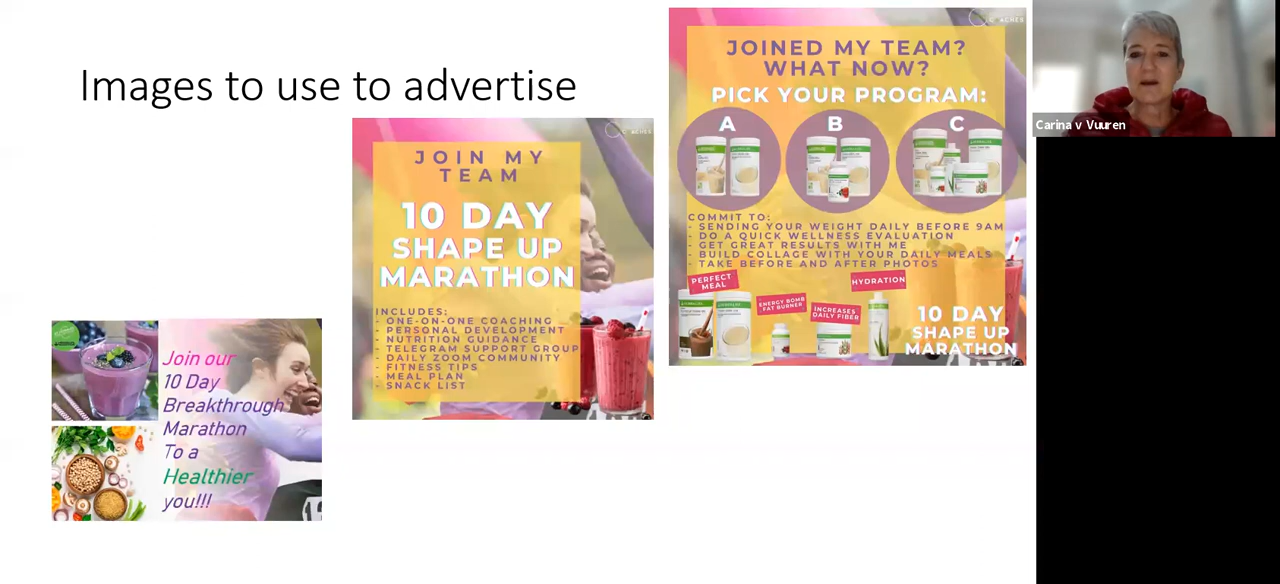 Images to use to advertise
Join our
10 Day
Breakthrough
Marathon
To a
Healthier
you!!!
JOIN MY
TEAM
10 DAY
SHAPE UP
MARATHON
INCLUDES:
- ONE-ON-ONE COACHING
- PERSONAL DEVELOPMENT
- NUTRITION GUIDANCE
- TELEGRAM SUPPORT GROUP
- DAILY ZOOM COMMUNITY
- FITNESS TIPS
- MEAL PLAN
- SNACK LIST
JOINED MY TEAM?
WHAT NOW?
PICK YOUR PROGRAM:
A
B
C
COMMIT TO:
- SENDING YOUR WEIGHT DAILY BEFORE 9AM
- DO A QUICK WELLNESS EVALUATION
- GET GREAT RESULTS WITH ME
- BUILD COLLAGE WITH YOUR DAILY MEALS
- TAKE BEFORE AND AFTER PHOTOS
PERFECT
MEAL
ENERGY BOMB
FAT BURNER
INCREASES
DAILY FIBER
HYDRATION
10 DAY
SHAPE UP
MARATHON
Carina v Vuuren